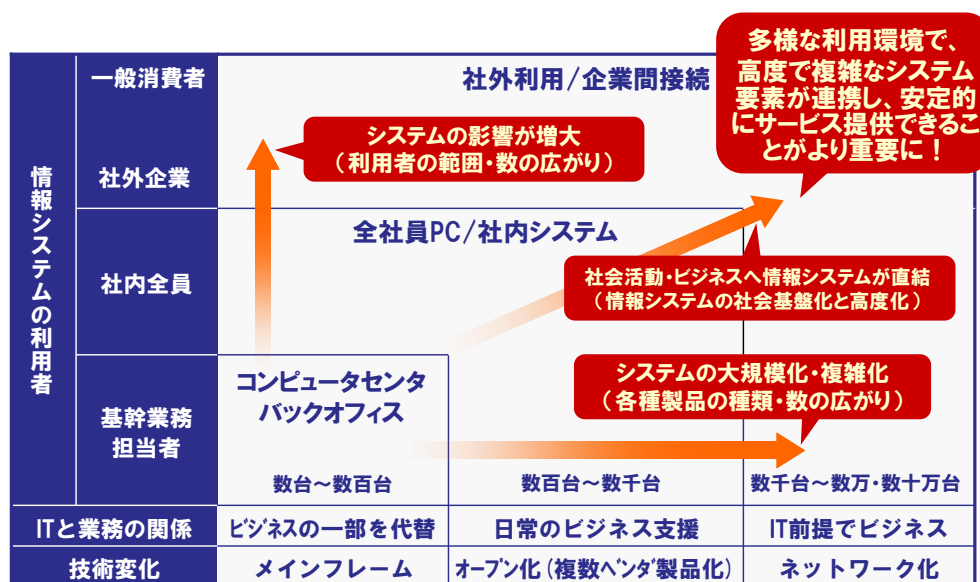 多様な利用環境で、
高度で複雑なシステム
要素が連携し、安定的
にサービス提供できるこ
とがより重要に！
情報システムの利用者
一般消費者
社外利用/企業間接続
システムの影響が増大
（利用者の範囲・数の広がり）
社外企業
全社員PC/社内システム
社内全員
社会活動・ビジネスへ情報システムが直結
（情報システムの社会基盤化と高度化）
コンピュータセンタ
バックオフィス
システムの大規模化・複雑化
（各種製品の種類・数の広がり）
基幹業務
担当者
数台～数百台
数百台～数千台
数千台～数万・数十万台
ITと業務の関係
ビジネスの一部を代替
日常のビジネス支援
IT前提でビジネス
技術変化
メインフレーム
オープン化（複数ベンダ製品化）
ネットワーク化